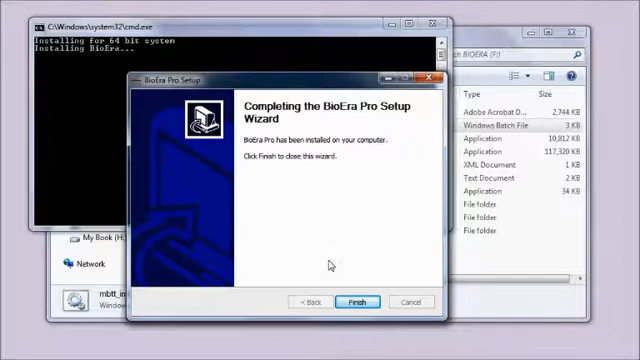 C:\Windows\system32\cmd.exe
Installing for 64 bit system
Installing BioEra...
BIOERA (F:)
Type
Size
Adobe Acrobat D...
2,744 KB
Windows Batch File
3 KB
Application
10,812 KB
Application
117,320 KB
XML Document
4 KB
Text Document
2 KB
Application
34 KB
File folder
File folder
File folder
BioEra Pro Setup
Completing the BioEra Pro Setup
Wizard
BioEra Pro has been installed on your computer.
Click Finish to close this wizard.
< Back
Finish
Cancel
My Book (H:
Network
mbtt_in
Windows